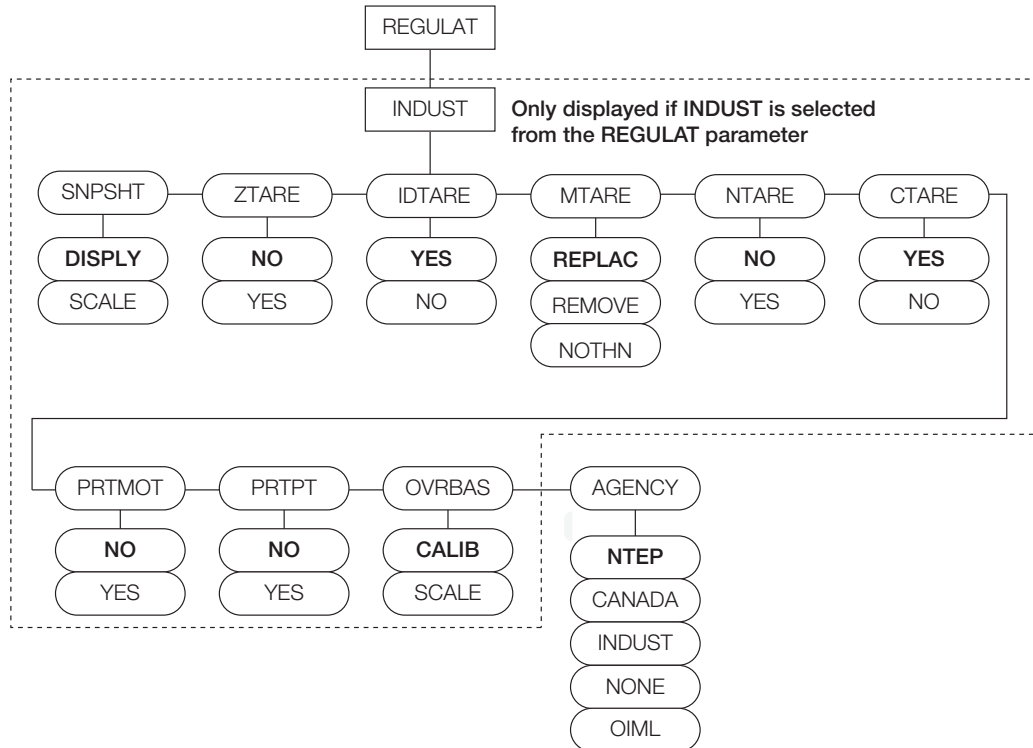 REGULAT
INDUST
Only displayed if INDUST is selected
from the REGULAT parameter
SNPSHT ZTARE IDTARE MTARE NTARE CTARE
DISPLY NO YES REPLAC NO YES
SCALE YES NO REMOVE YES NO
NOTHN
PRTMOT PRTPT OVRBAS AGENCY
NO NO CALIB NTEP
YES YES SCALE CANADA
INDUST
NONE
OIML